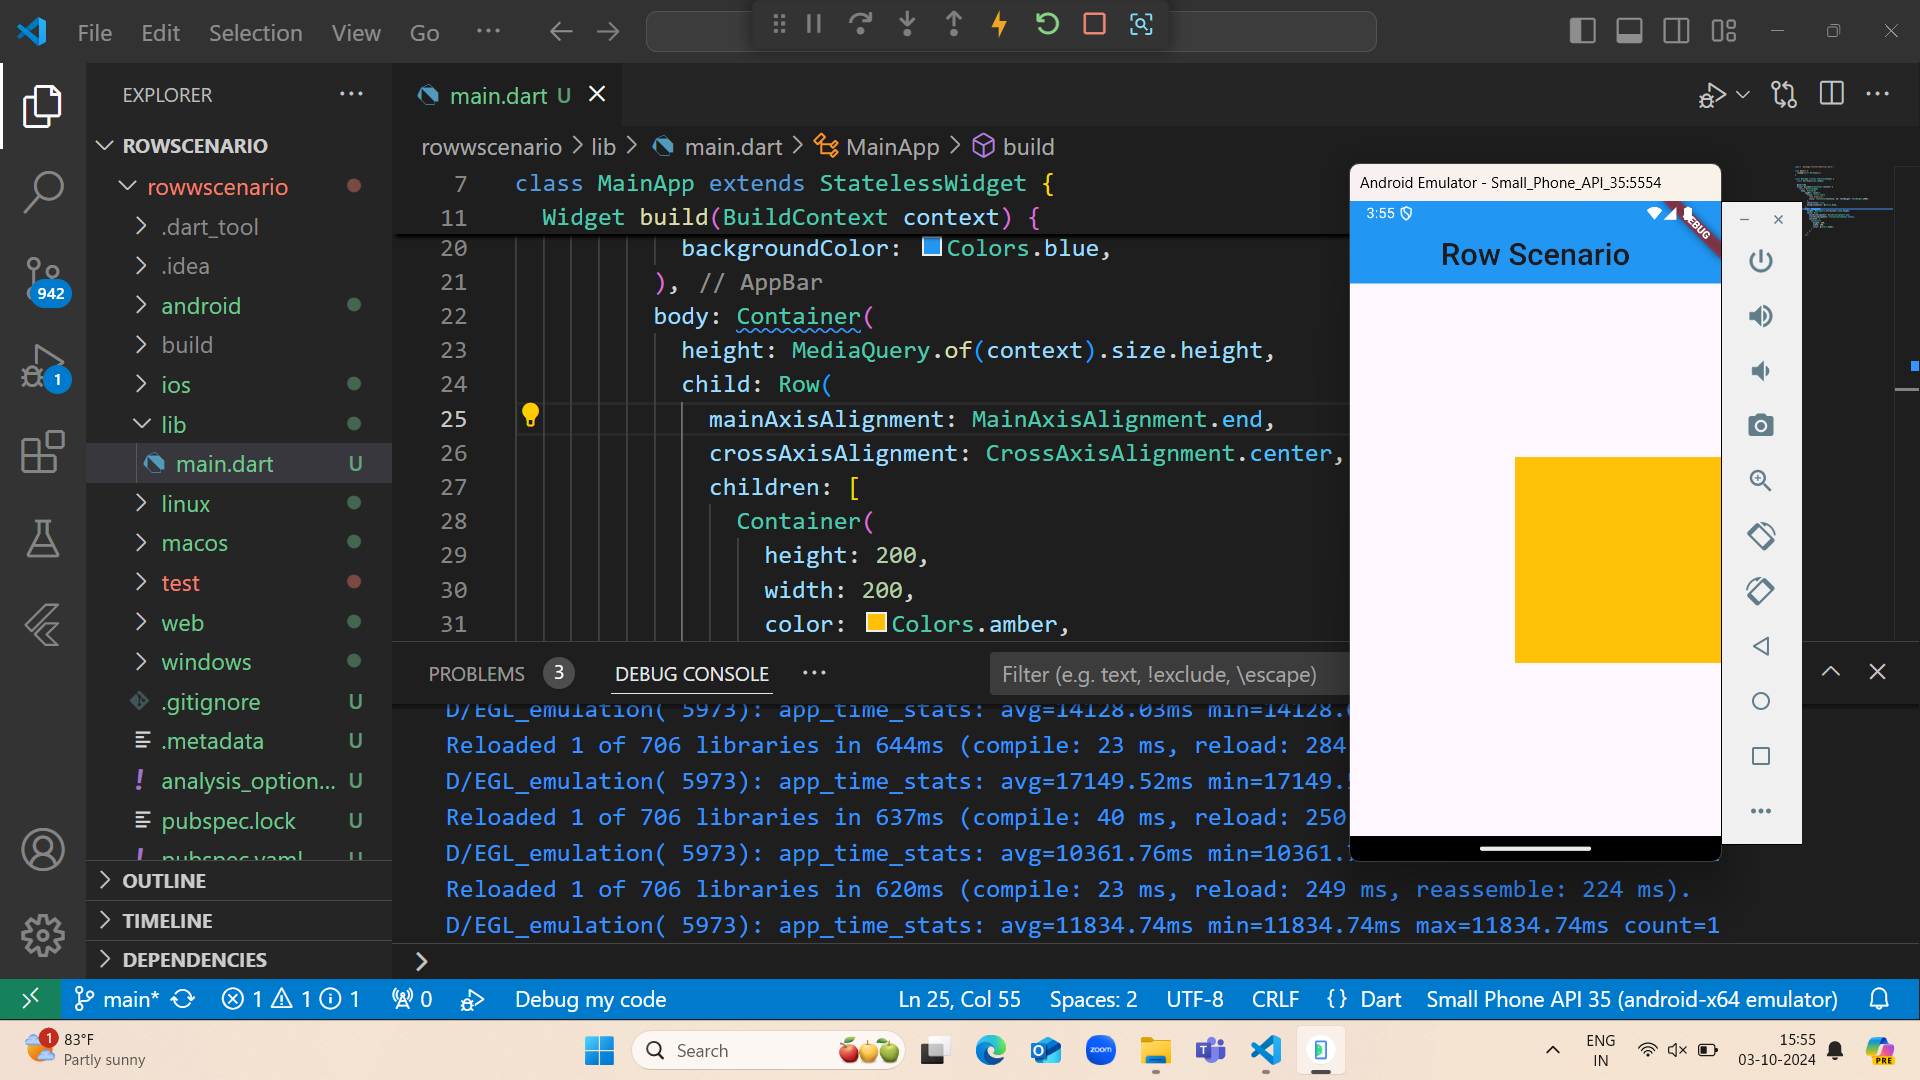 File Edit Selection View Go ...
EXPLORER ...
ROWSCENARIO
rowwscenario
.dart_tool
.idea
android
build
ios
lib
main.dart U
linux
macos
test
web
windows
.gitignore U
.metadata U
analysis_option... U
pubspec.lock U
pubspec.yaml U
OUTLINE
TIMELINE
DEPENDENCIES
942
1
main.dart U
rowwscenario > lib > main.dart > MainApp > build
7 class MainApp extends StatelessWidget {
11 Widget build(BuildContext context) {
20 backgroundColor: Colors.blue,
21 ), // AppBar
22 body: Container(
23 height: MediaQuery.of(context).size.height,
24 child: Row(
25 mainAxisAlignment: MainAxisAlignment.end,
26 crossAxisAlignment: CrossAxisAlignment.center,
27 children: [
28 Container(
29 height: 200,
30 width: 200,
31 color: Colors.amber,
PROBLEMS 3 DEBUG CONSOLE ... Filter (e.g. text, !exclude, \escape)
D/EGL_emulation( 5973): app_time_stats: avg=14128.03ms min=14128.
Reloaded 1 of 706 libraries in 644ms (compile: 23 ms, reload: 284
D/EGL_emulation( 5973): app_time_stats: avg=17149.52ms min=17149.
Reloaded 1 of 706 libraries in 637ms (compile: 40 ms, reload: 250
D/EGL_emulation( 5973): app_time_stats: avg=10361.76ms min=10361.
Reloaded 1 of 706 libraries in 620ms (compile: 23 ms, reload: 249 ms, reassemble: 224 ms).
D/EGL_emulation( 5973): app_time_stats: avg=11834.74ms min=11834.74ms max=11834.74ms count=1
>
Android Emulator - Small_Phone_API_35:5554
3:55
DEBUG
Row Scenario
main* 1 1 1 0 Debug my code Ln 25, Col 55 Spaces: 2 UTF-8 CRLF {} Dart Small Phone API 35 (android-x64 emulator)
1
83°F
Partly sunny
Search
zoom
ENG
IN
15:55
03-10-2024
PRE